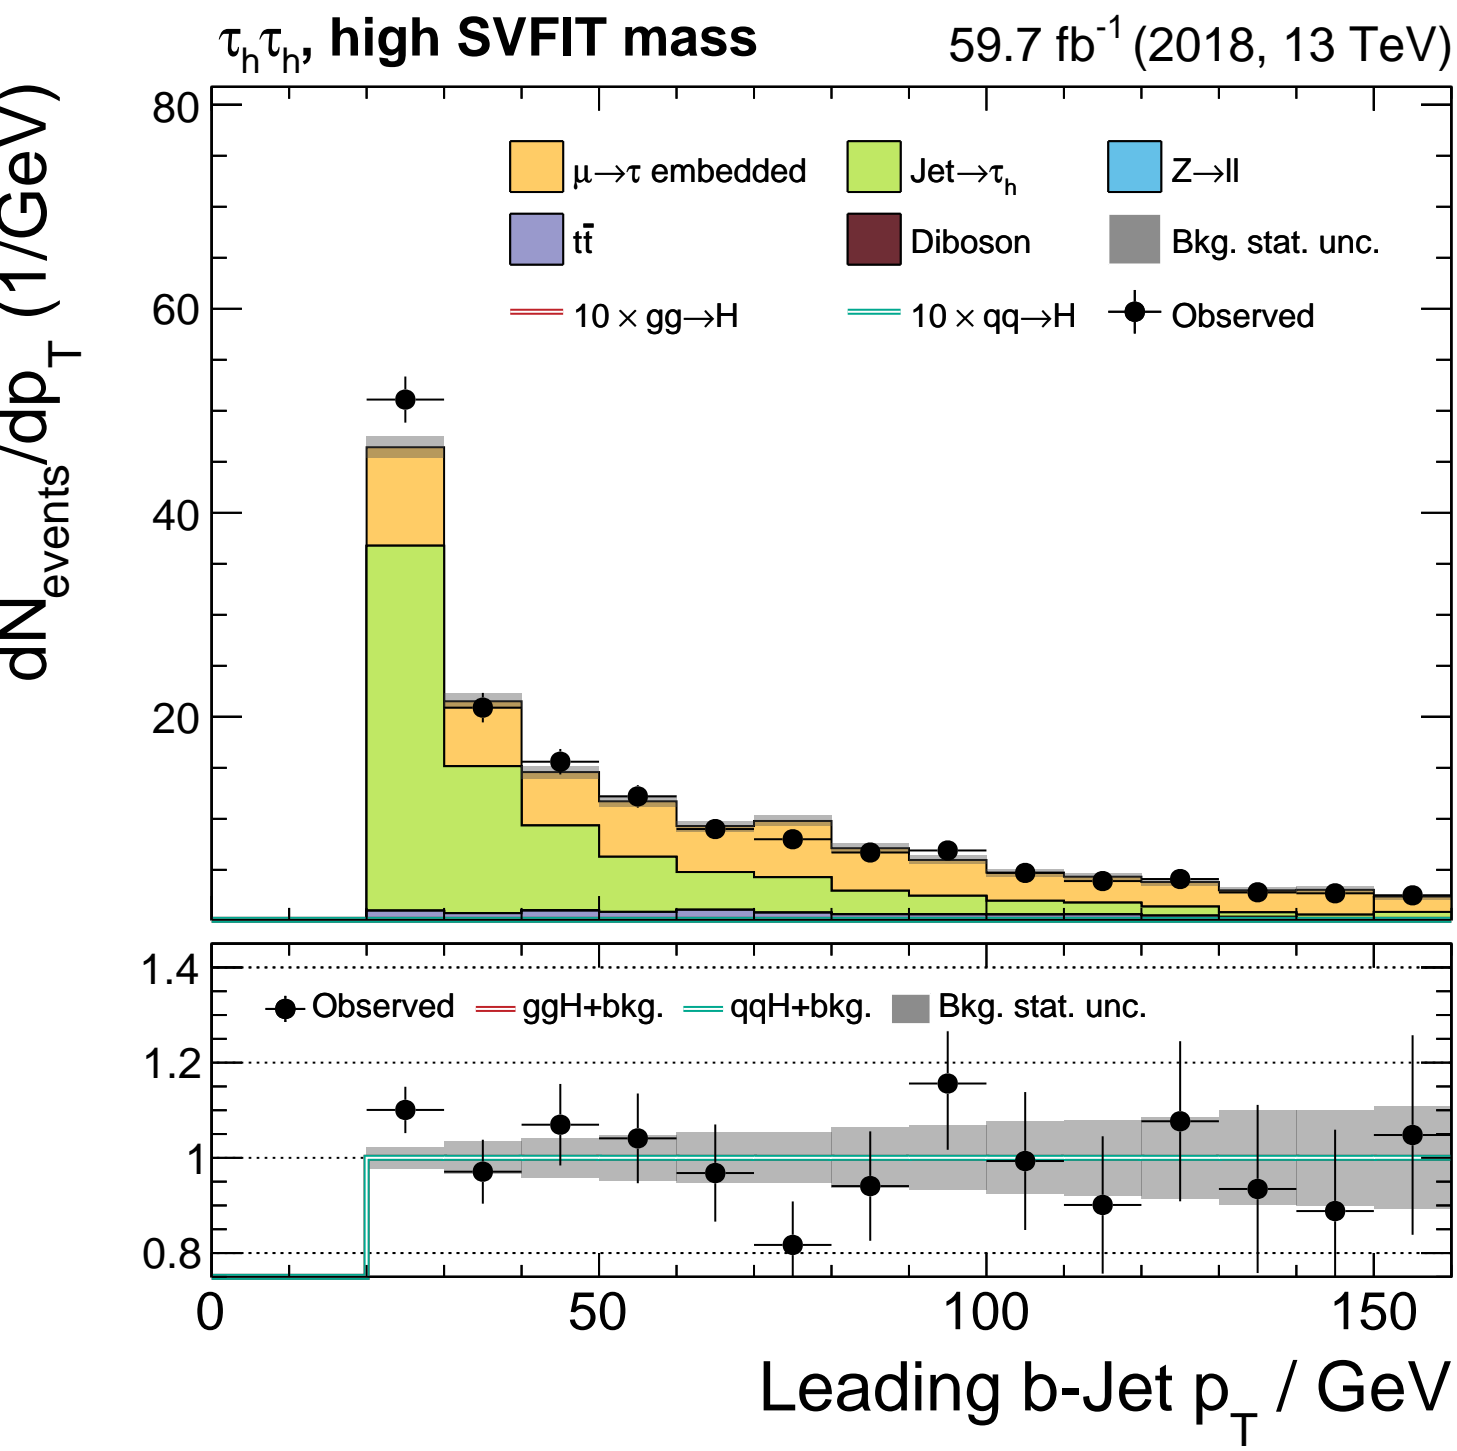 τhτh, high SVFIT mass 59.7 fb-1 (2018, 13 TeV)
dNevents/dpT (1/GeV)
80
60
40
20
μ→τ embedded Jet→τh Z→ll
tt̄ Diboson Bkg. stat. unc.
10 × gg→H 10 × qq→H Observed
1.4
1.2
1
0.8
Observed ggH+bkg. qqH+bkg. Bkg. stat. unc.
0 50 100 150
Leading b-Jet pT / GeV